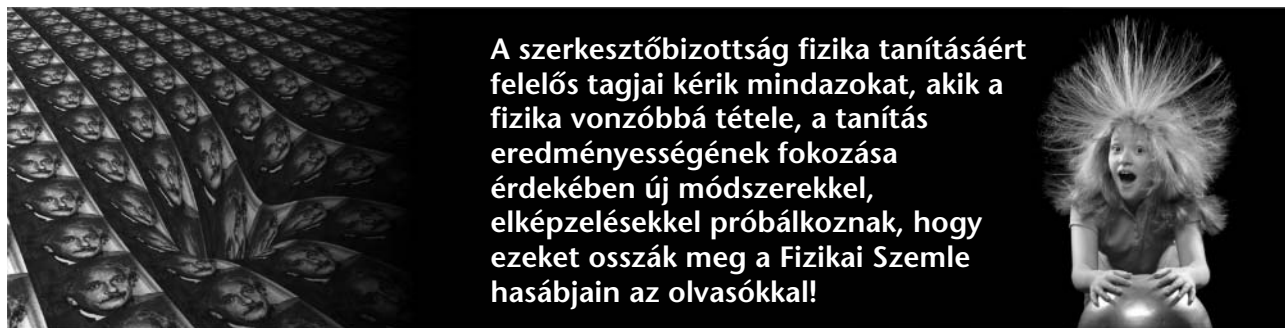 A szerkesztőbizottság fizika tanításáért
felelős tagjai kérik mindazokat, akik a
fizika vonzóbbá tétele, a tanítás
eredményességének fokozása
érdekében új módszerekkel,
elképzelésekkel próbálkoznak, hogy
ezeket osszák meg a Fizikai Szemle
hasábjain az olvasókkal!